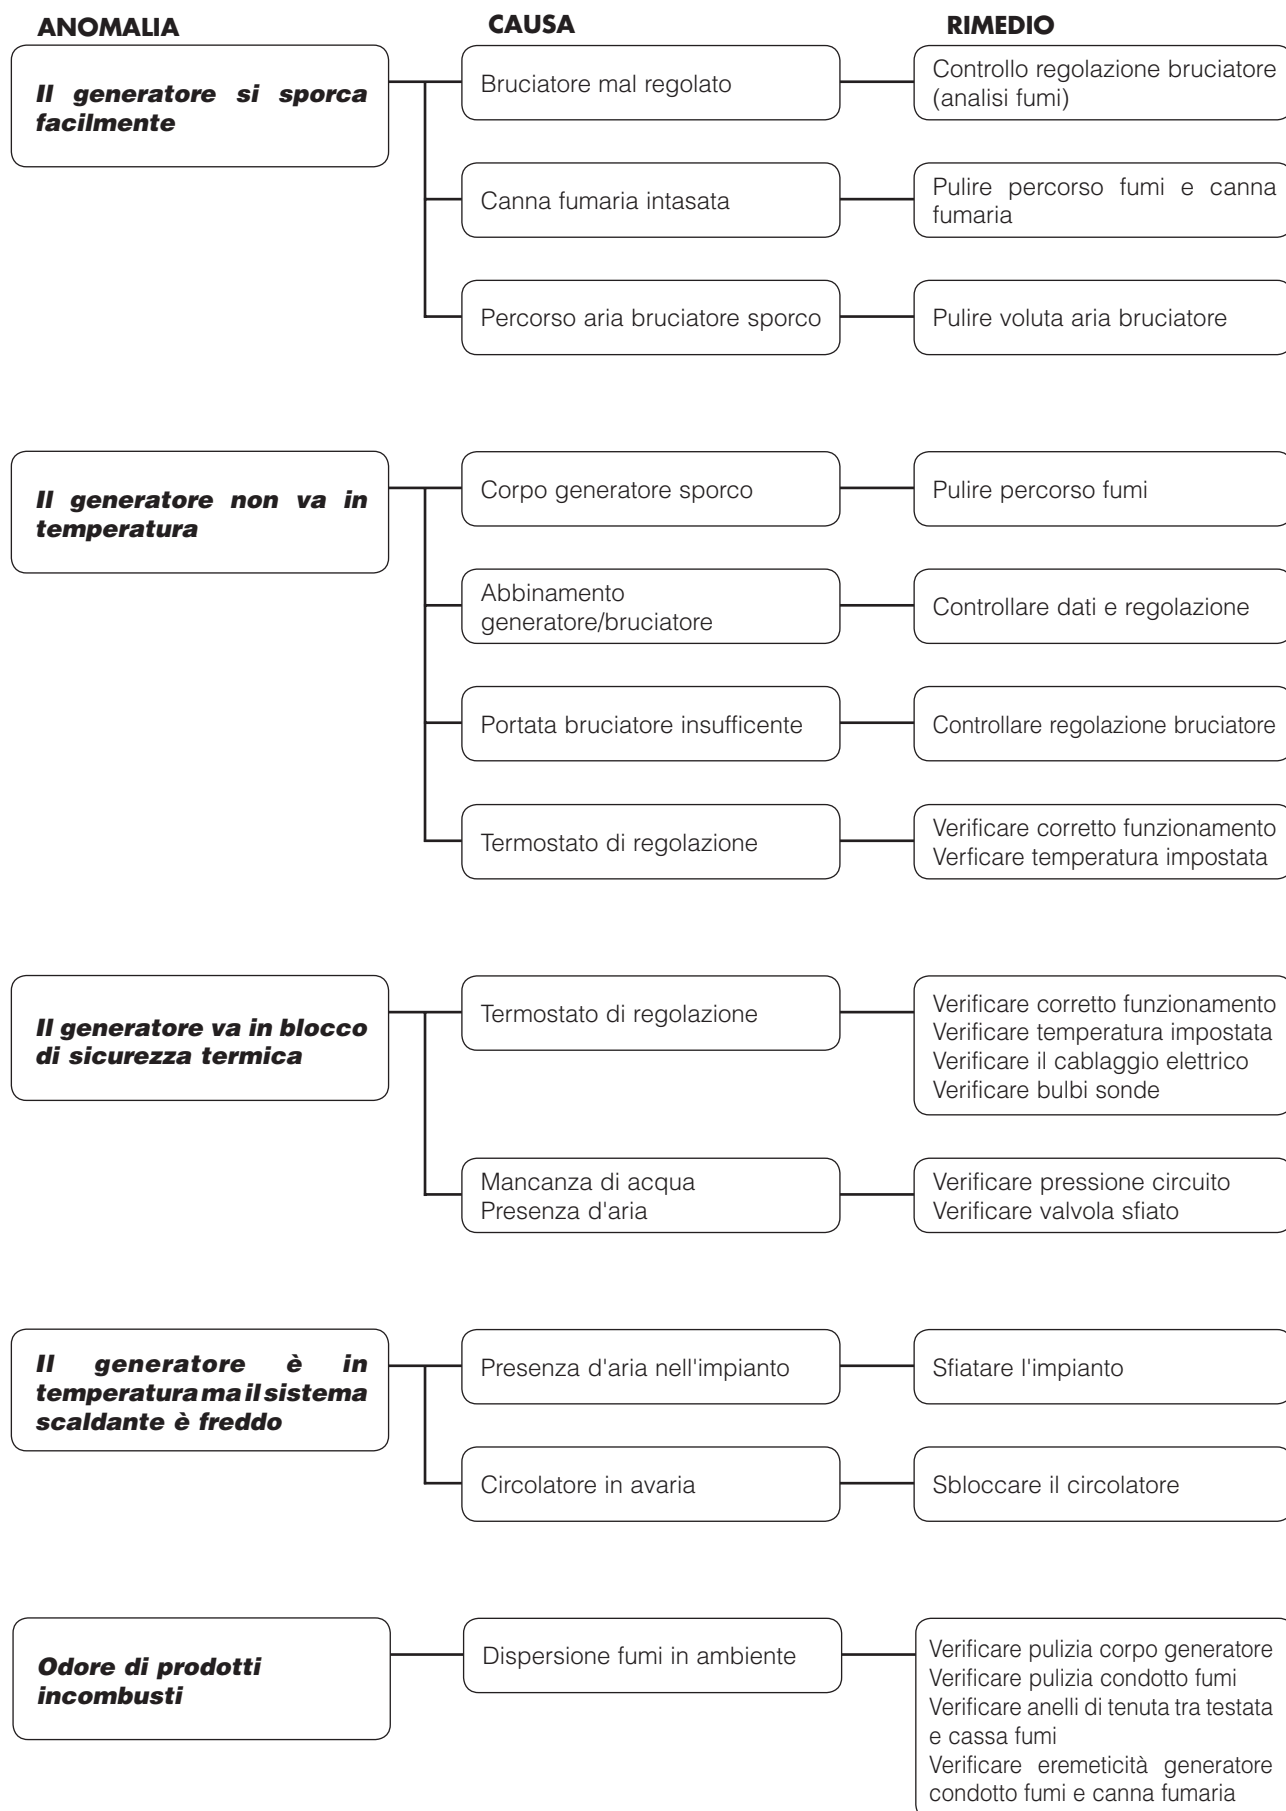 ANOMALIA
CAUSA
RIMEDIO
Il generatore si sporca
facilmente
Bruciatore mal regolato
Controllo regolazione bruciatore
(analisi fumi)
Canna fumaria intasata
Pulire percorso fumi e canna
fumaria
Percorso aria bruciatore sporco
Pulire voluta aria bruciatore
Il generatore non va in
temperatura
Corpo generatore sporco
Pulire percorso fumi
Abbinamento
generatore/bruciatore
Controllare dati e regolazione
Portata bruciatore insufficente
Controllare regolazione bruciatore
Termostato di regolazione
Verificare corretto funzionamento
Verficare temperatura impostata
Il generatore va in blocco
di sicurezza termica
Termostato di regolazione
Verificare corretto funzionamento
Verificare temperatura impostata
Verificare il cablaggio elettrico
Verificare bulbi sonde
Mancanza di acqua
Presenza d'aria
Verificare pressione circuito
Verificare valvola sfiato
Il generatore è in
temperatura ma il sistema
scaldante è freddo
Presenza d'aria nell'impianto
Sfiatare l'impianto
Circolatore in avaria
Sbloccare il circolatore
Odore di prodotti
incombusti
Dispersione fumi in ambiente
Verificare pulizia corpo generatore
Verificare pulizia condotto fumi
Verificare anelli di tenuta tra testata
e cassa fumi
Verificare eremeticità generatore
condotto fumi e canna fumaria